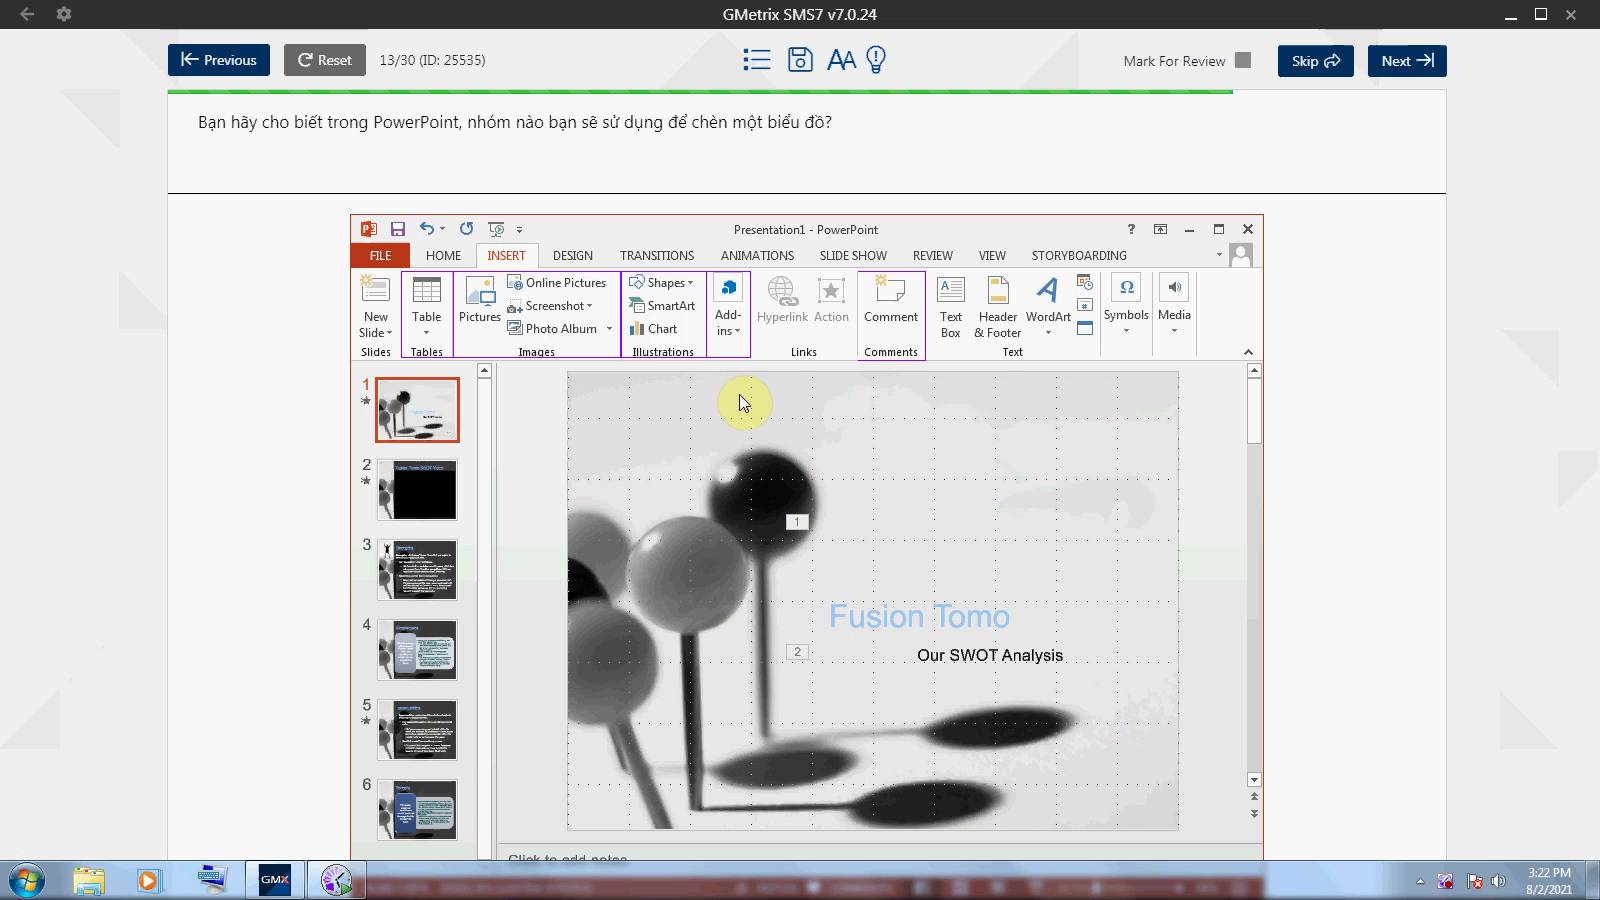 GMetrix SMS7 v7.0.24
Previous
Reset
13/30 (ID: 25535)
AA
Mark For Review
Skip
Next
Bạn hãy cho biết trong PowerPoint, nhóm nào bạn sẽ sử dụng để chèn một biểu đồ?
Presentation1 - PowerPoint
?
FILE HOME INSERT DESIGN TRANSITIONS ANIMATIONS SLIDE SHOW REVIEW VIEW STORYBOARDING
New
Slide
Slides
Table
Tables
Pictures
Online Pictures
Screenshot
Photo Album
Images
Shapes
SmartArt
Chart
Illustrations
Add-
ins
Hyperlink
Action
Links
Comment
Comments
Text
Box
Header
& Footer
WordArt
Text
Ω
Symbols
Media
1
2
Fusion Tomo SWOT Video
3
4
5
6
1
Fusion Tomo
2
Our SWOT Analysis
Click to add notes
GMX
3:22 PM
8/2/2021